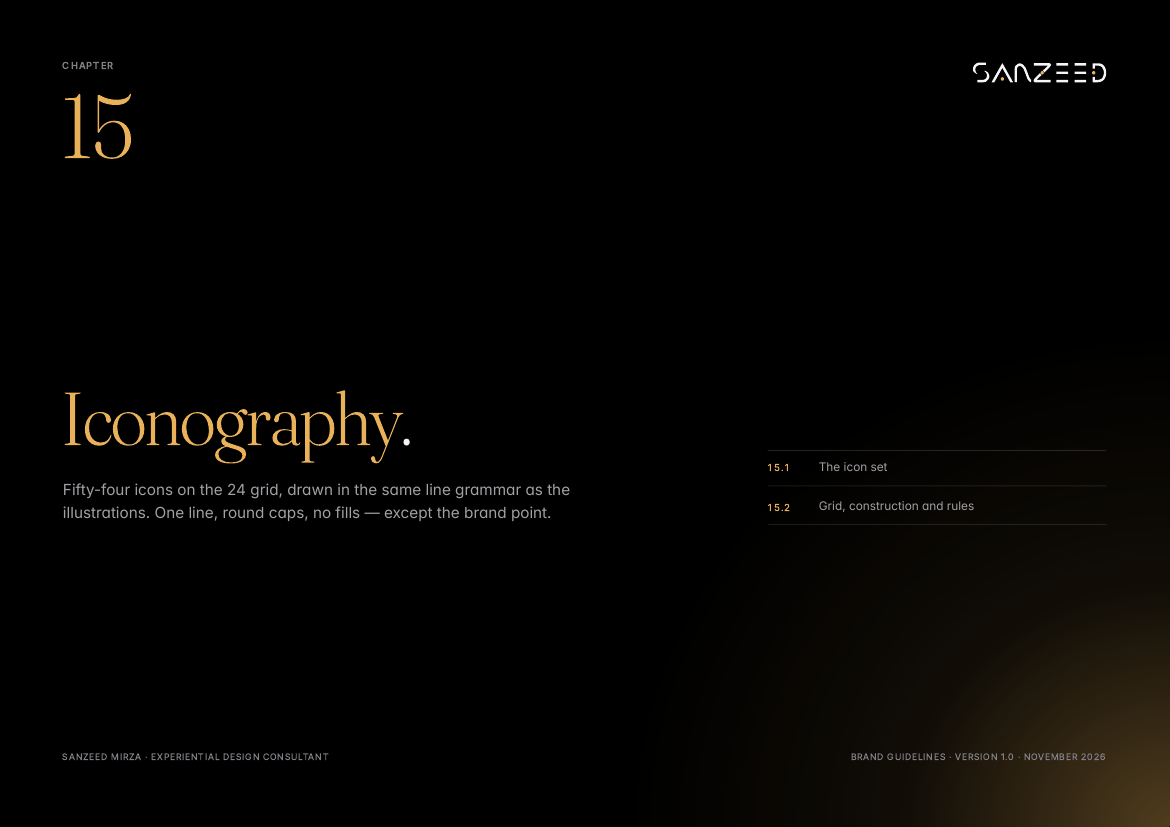 CHAPTER
SANZEED
15
Iconography.
Fifty-four icons on the 24 grid, drawn in the same line grammar as the
illustrations. One line, round caps, no fills — except the brand point.
15.1 The icon set
15.2 Grid, construction and rules
SANZEED MIRZA · EXPERIENTIAL DESIGN CONSULTANT
BRAND GUIDELINES · VERSION 1.0 · NOVEMBER 2026